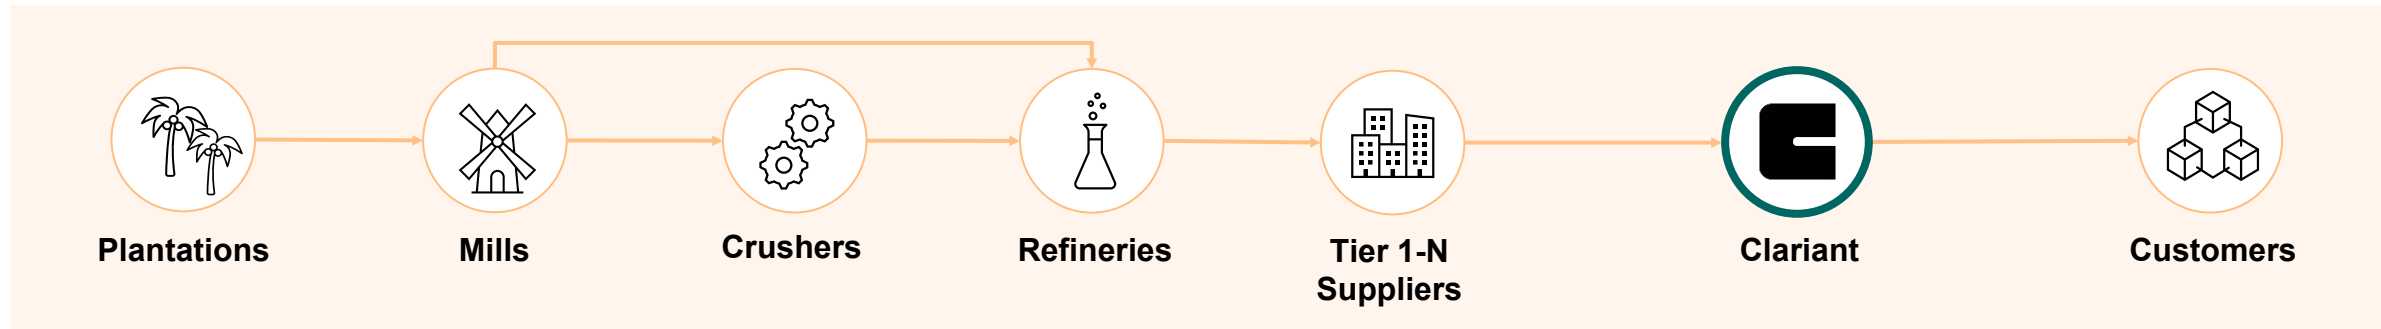 Plantations
Mills
Crushers
Refineries
Tier 1-N
Suppliers
Clariant
Customers